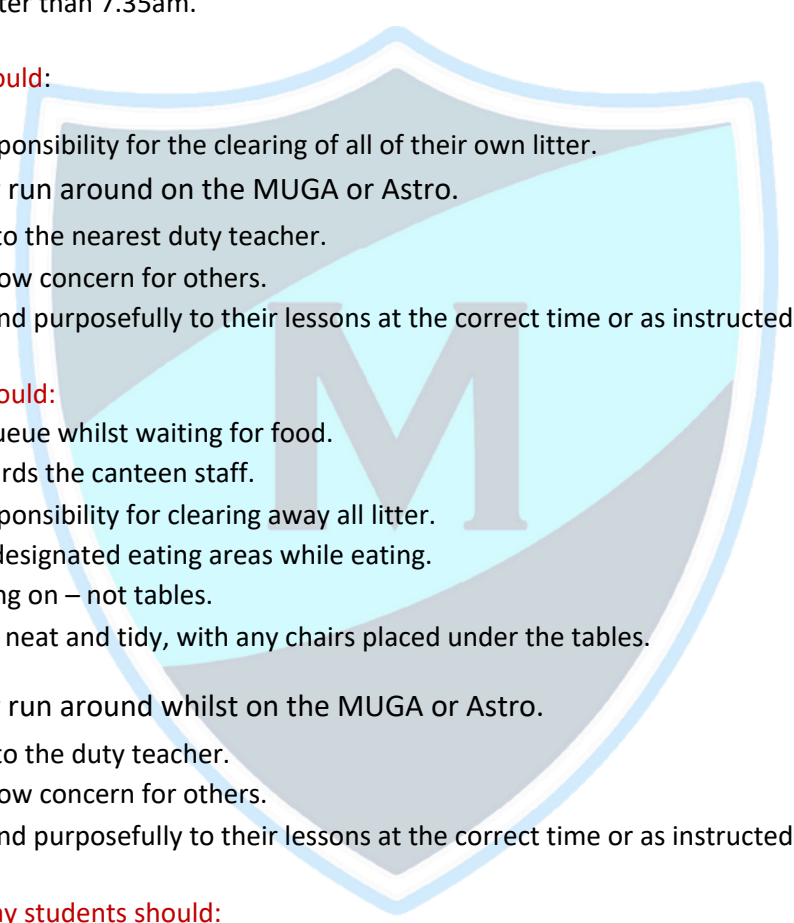 ter than 7.35am.
ould:
ponsibility for the clearing of all of their own litter.
run around on the MUGA or Astro.
to the nearest duty teacher.
ow concern for others.
nd purposefully to their lessons at the correct time or as instructed
ould:
ueue whilst waiting for food.
rds the canteen staff.
ponsibility for clearing away all litter.
designated eating areas while eating.
ng on – not tables.
neat and tidy, with any chairs placed under the tables.
run around whilst on the MUGA or Astro.
to the duty teacher.
ow concern for others.
nd purposefully to their lessons at the correct time or as instructed
ay students should:
M